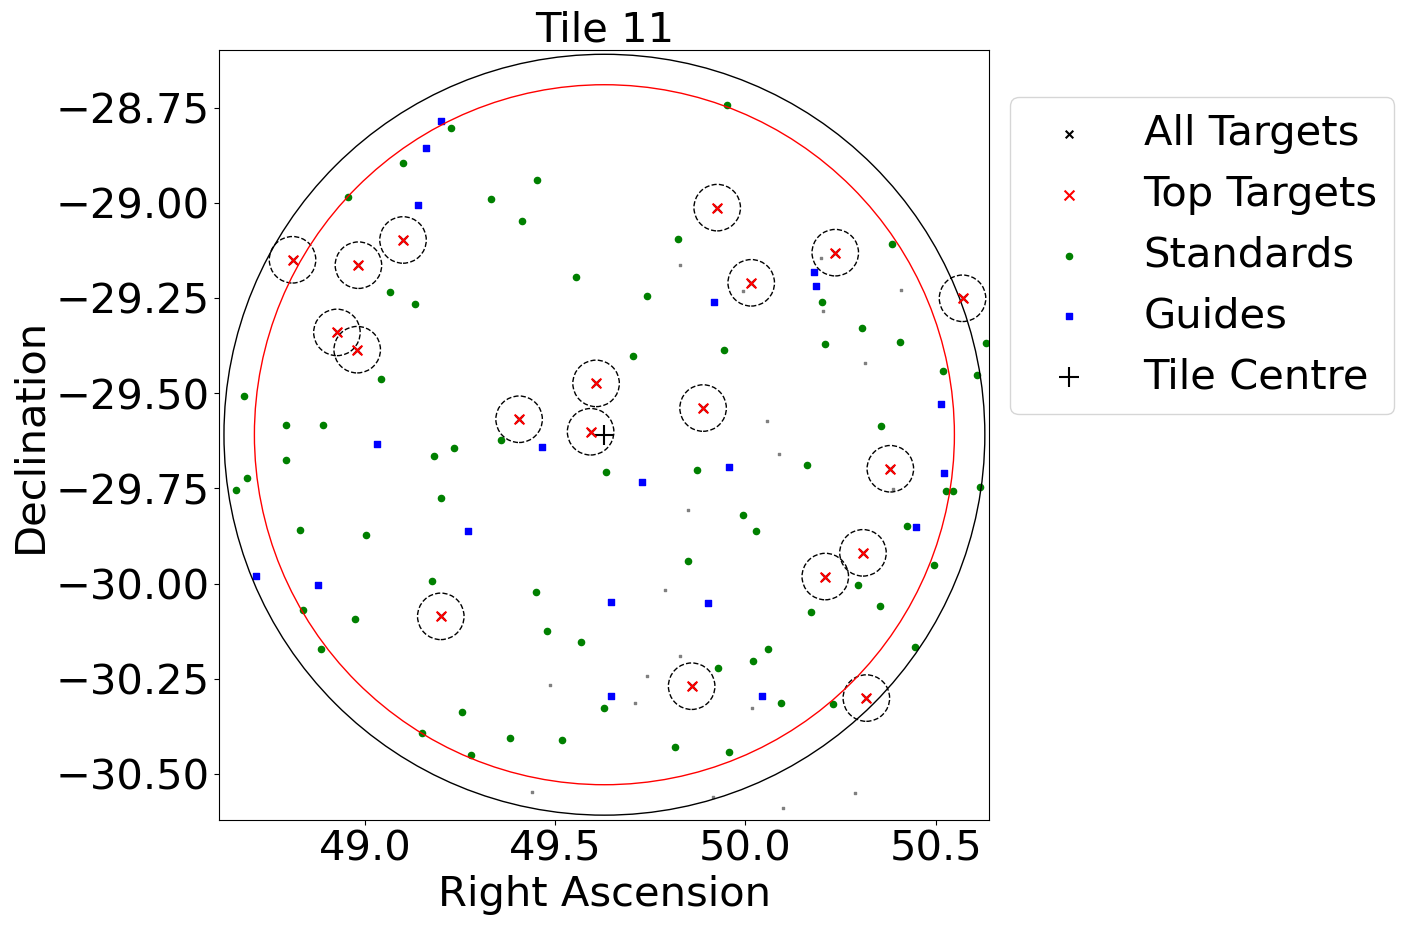 Tile 11
−28.75
−29.00
−29.25
−29.50
−29.75
−30.00
−30.25
−30.50
Declination
49.0 49.5 50.0 50.5
Right Ascension
All Targets
Top Targets
Standards
Guides
Tile Centre